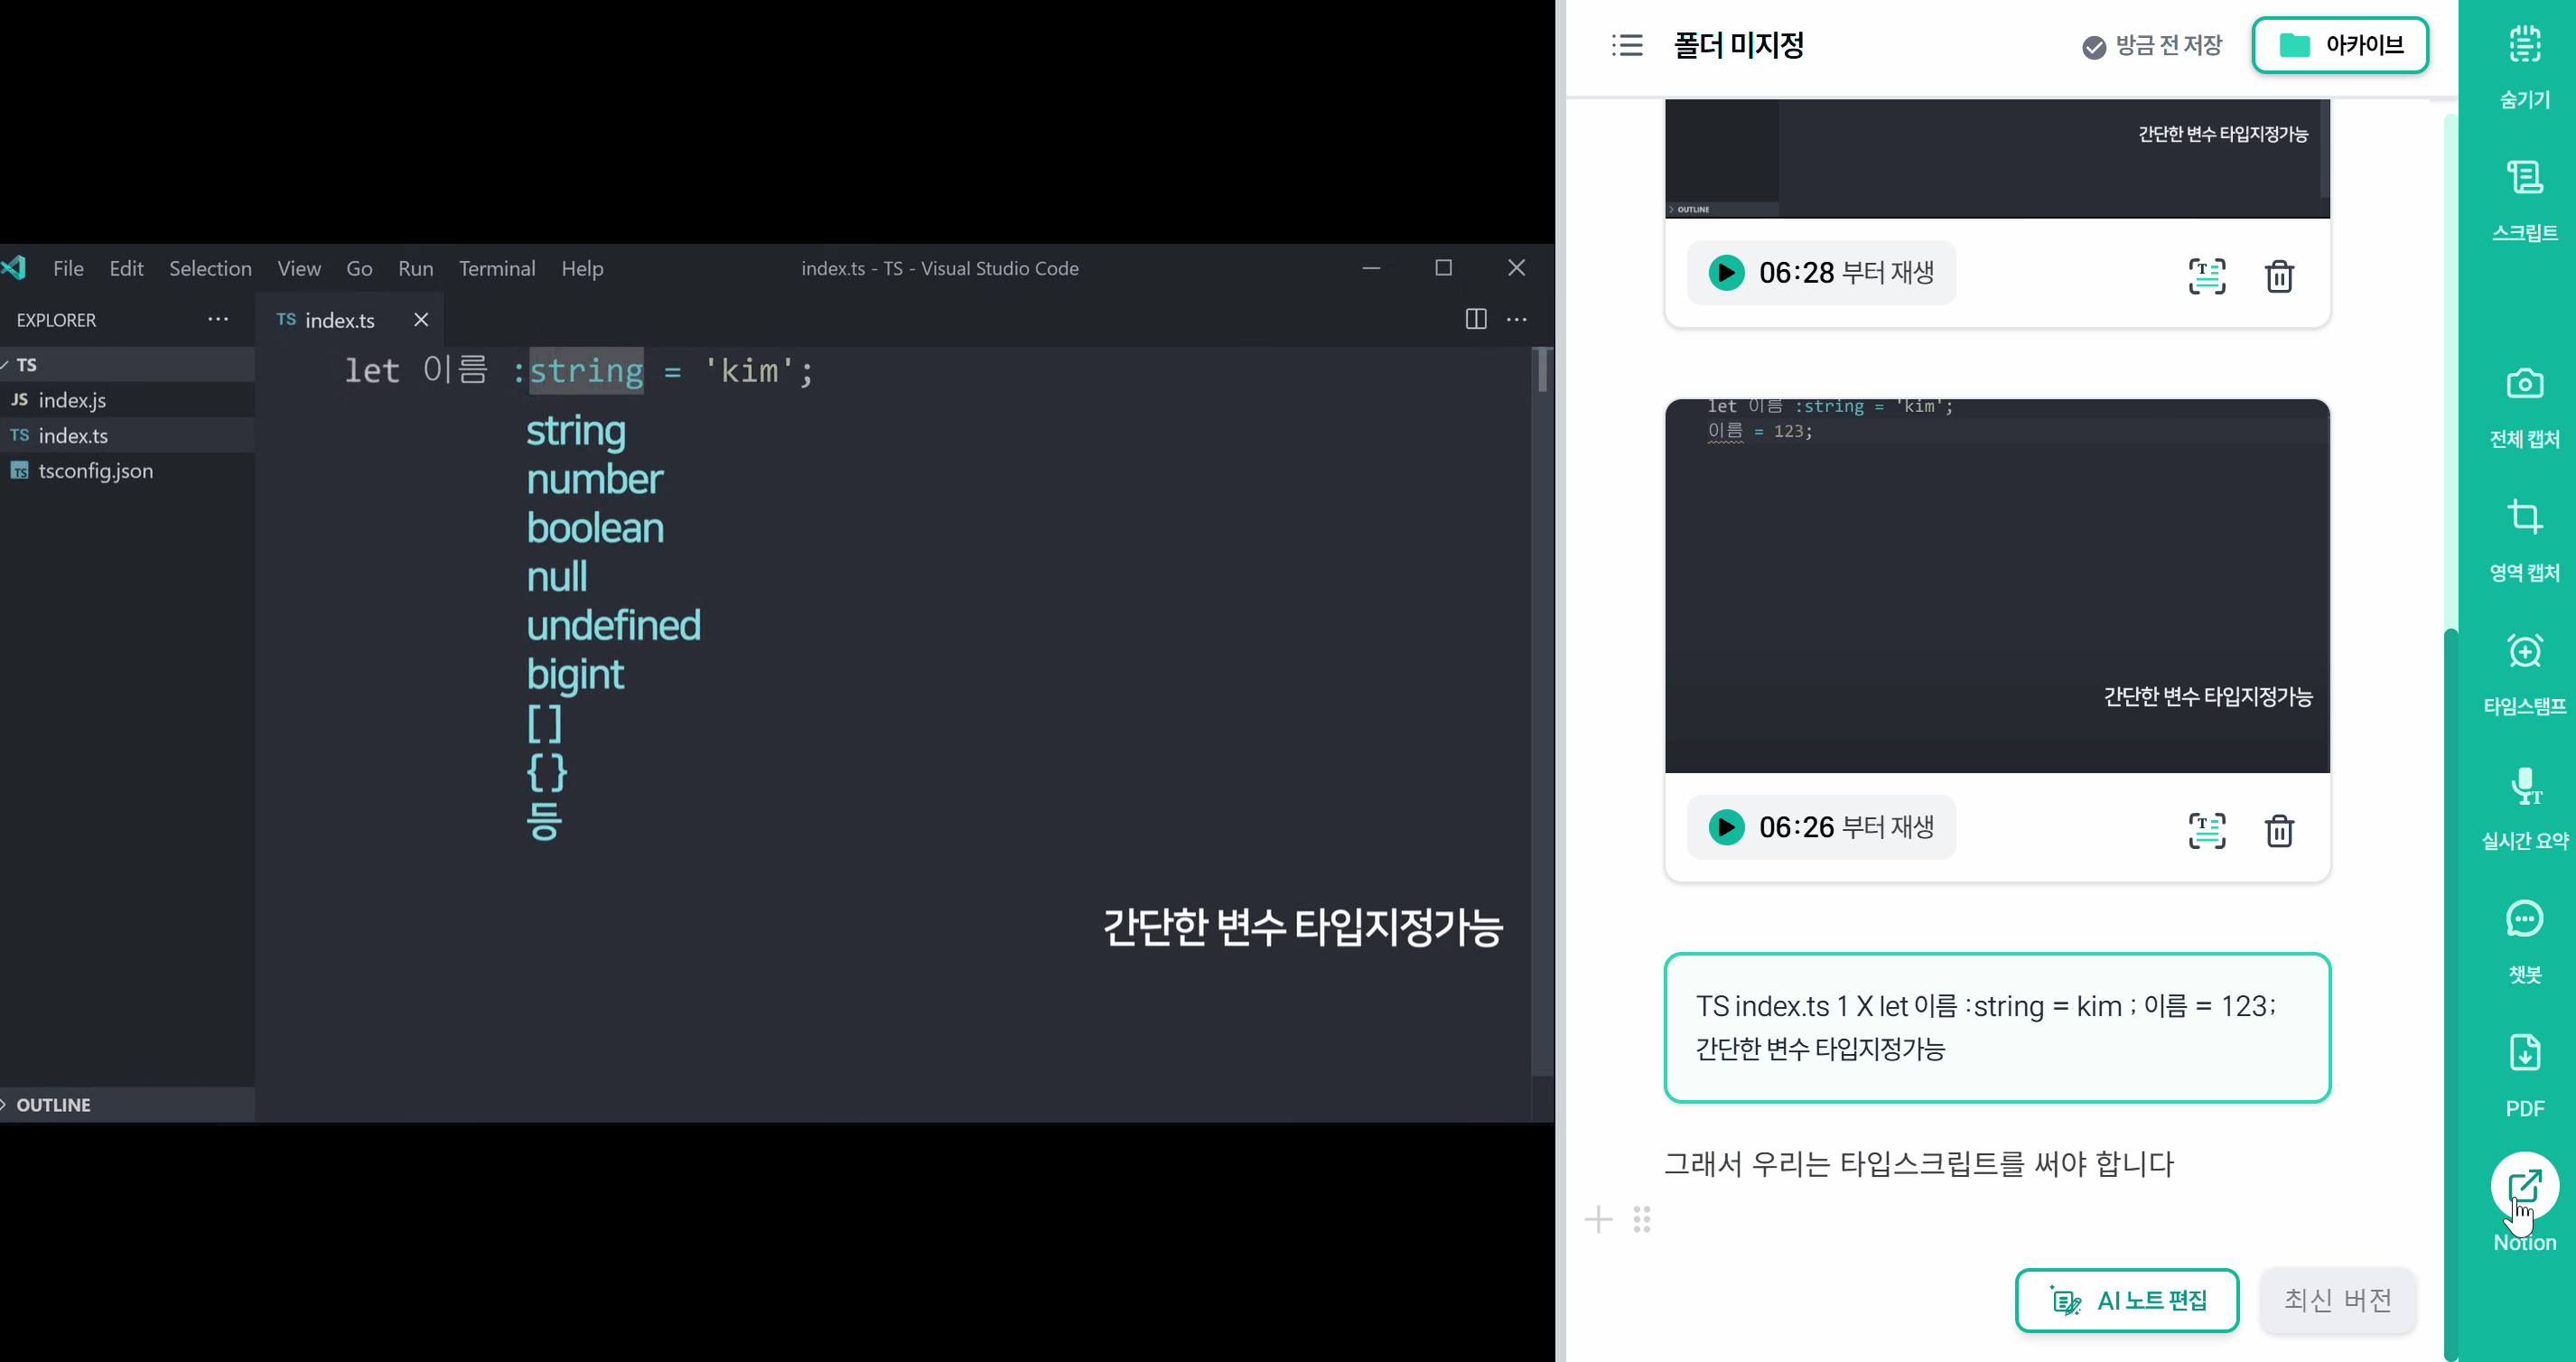 File Edit Selection View Go Run Terminal Help
index.ts - TS - Visual Studio Code
EXPLORER
TS index.ts
TS
JS index.js
TS index.ts
TS tsconfig.json
OUTLINE
let 이름 :string = 'kim';
string
number
boolean
null
undefined
bigint
[]
{}
등
간단한 변수 타입지정가능
폴더 미지정
방금 전 저장
아카이브
간단한 변수 타입지정가능
OUTLINE
06:28 부터 재생
let 이름 :string = 'kim';
이름 = 123;
간단한 변수 타입지정가능
06:26 부터 재생
TS index.ts 1 X let 이름 :string = kim ; 이름 = 123;
간단한 변수 타입지정가능
그래서 우리는 타입스크립트를 써야 합니다
AI 노트 편집
최신 버전
숨기기
스크립트
전체 캡처
영역 캡처
타임스탬프
실시간 요약
챗봇
PDF
Notion